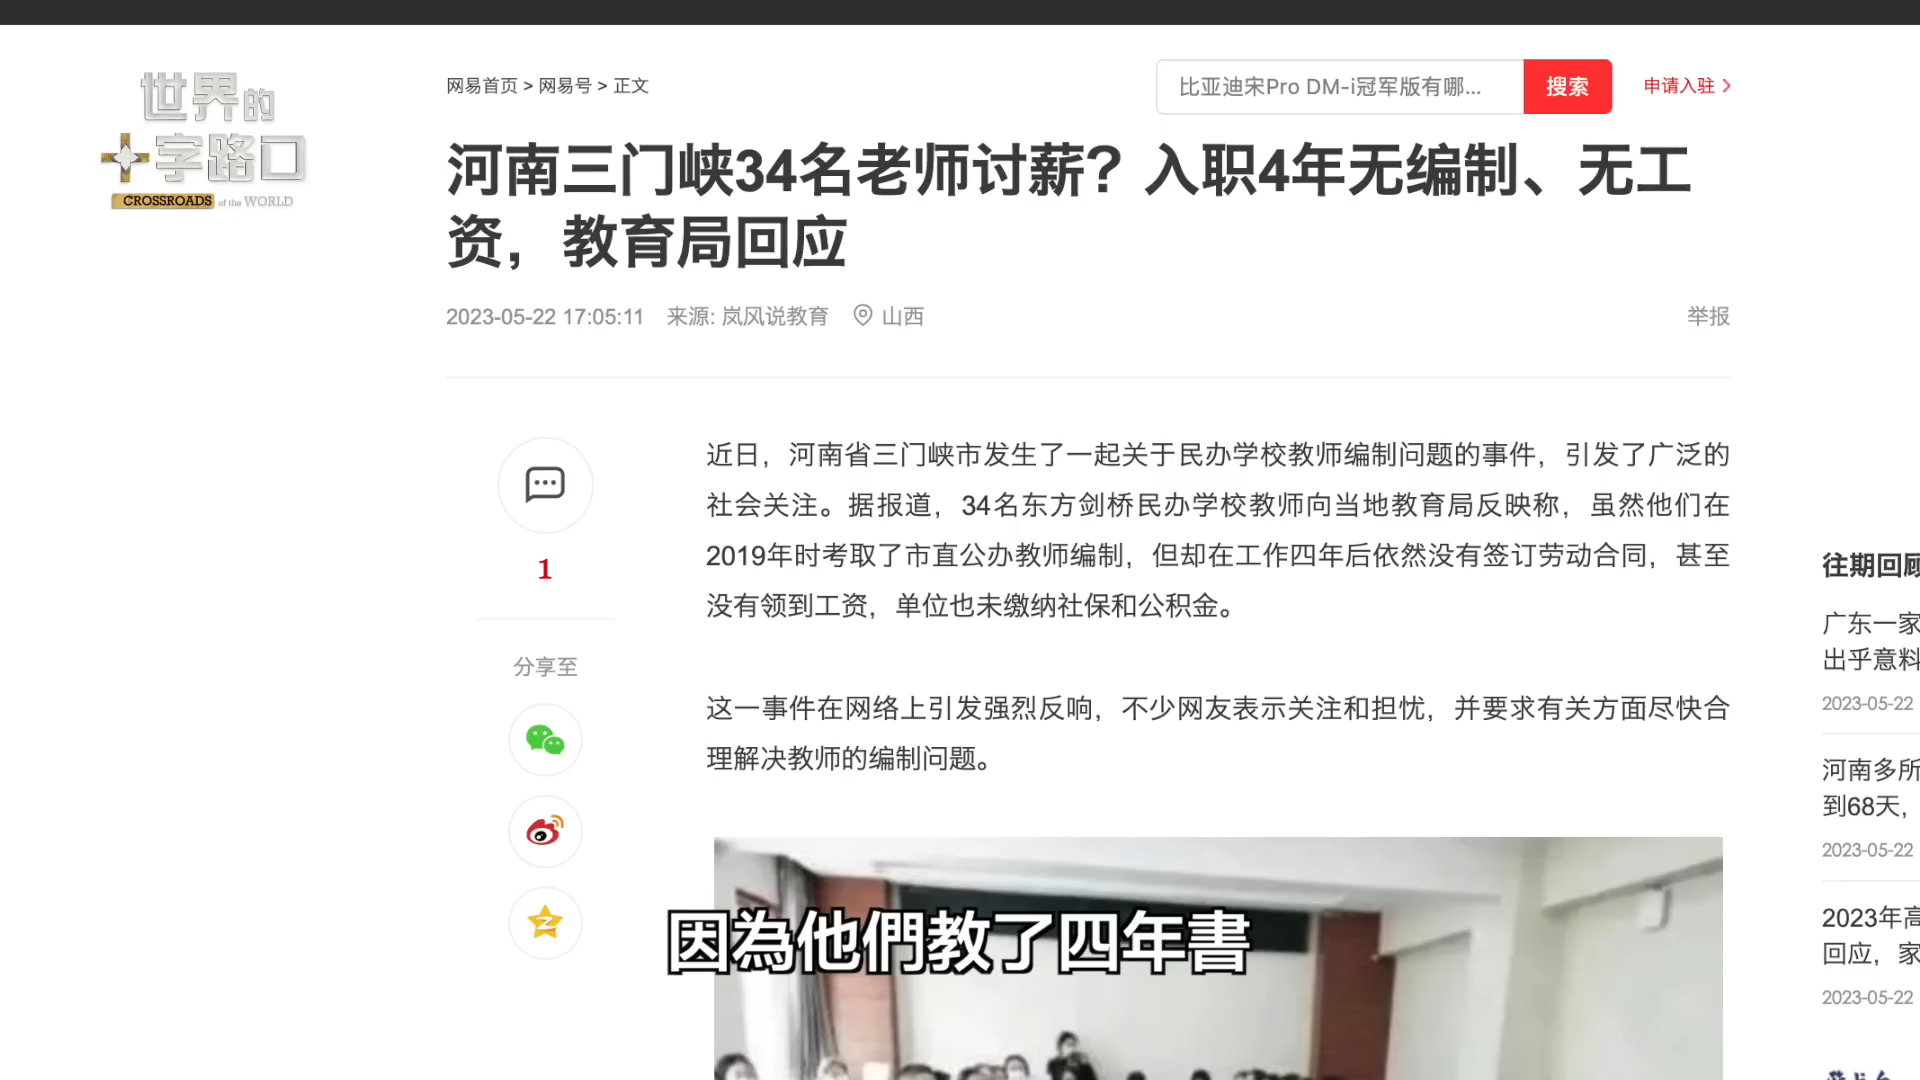 世界的
十字路口
CROSSROADS of the WORLD
网易首页 > 网易号 > 正文
比亚迪宋Pro DM-i冠军版有哪...
搜索
申请入驻
河南三门峡34名老师讨薪？入职4年无编制、无工
资，教育局回应
2023-05-22 17:05:11 来源: 岚风说教育 山西
举报
近日，河南省三门峡市发生了一起关于民办学校教师编制问题的事件，引发了广泛的
社会关注。据报道，34名东方剑桥民办学校教师向当地教育局反映称，虽然他们在
2019年时考取了市直公办教师编制，但却在工作四年后依然没有签订劳动合同，甚至
没有领到工资，单位也未缴纳社保和公积金。
这一事件在网络上引发强烈反响，不少网友表示关注和担忧，并要求有关方面尽快合
理解决教师的编制问题。
1
分享至
往期回顾
广东一家
出乎意料
2023-05-22
河南多所
到68天，
2023-05-22
2023年高
回应，家
2023-05-22
因為他們教了四年書